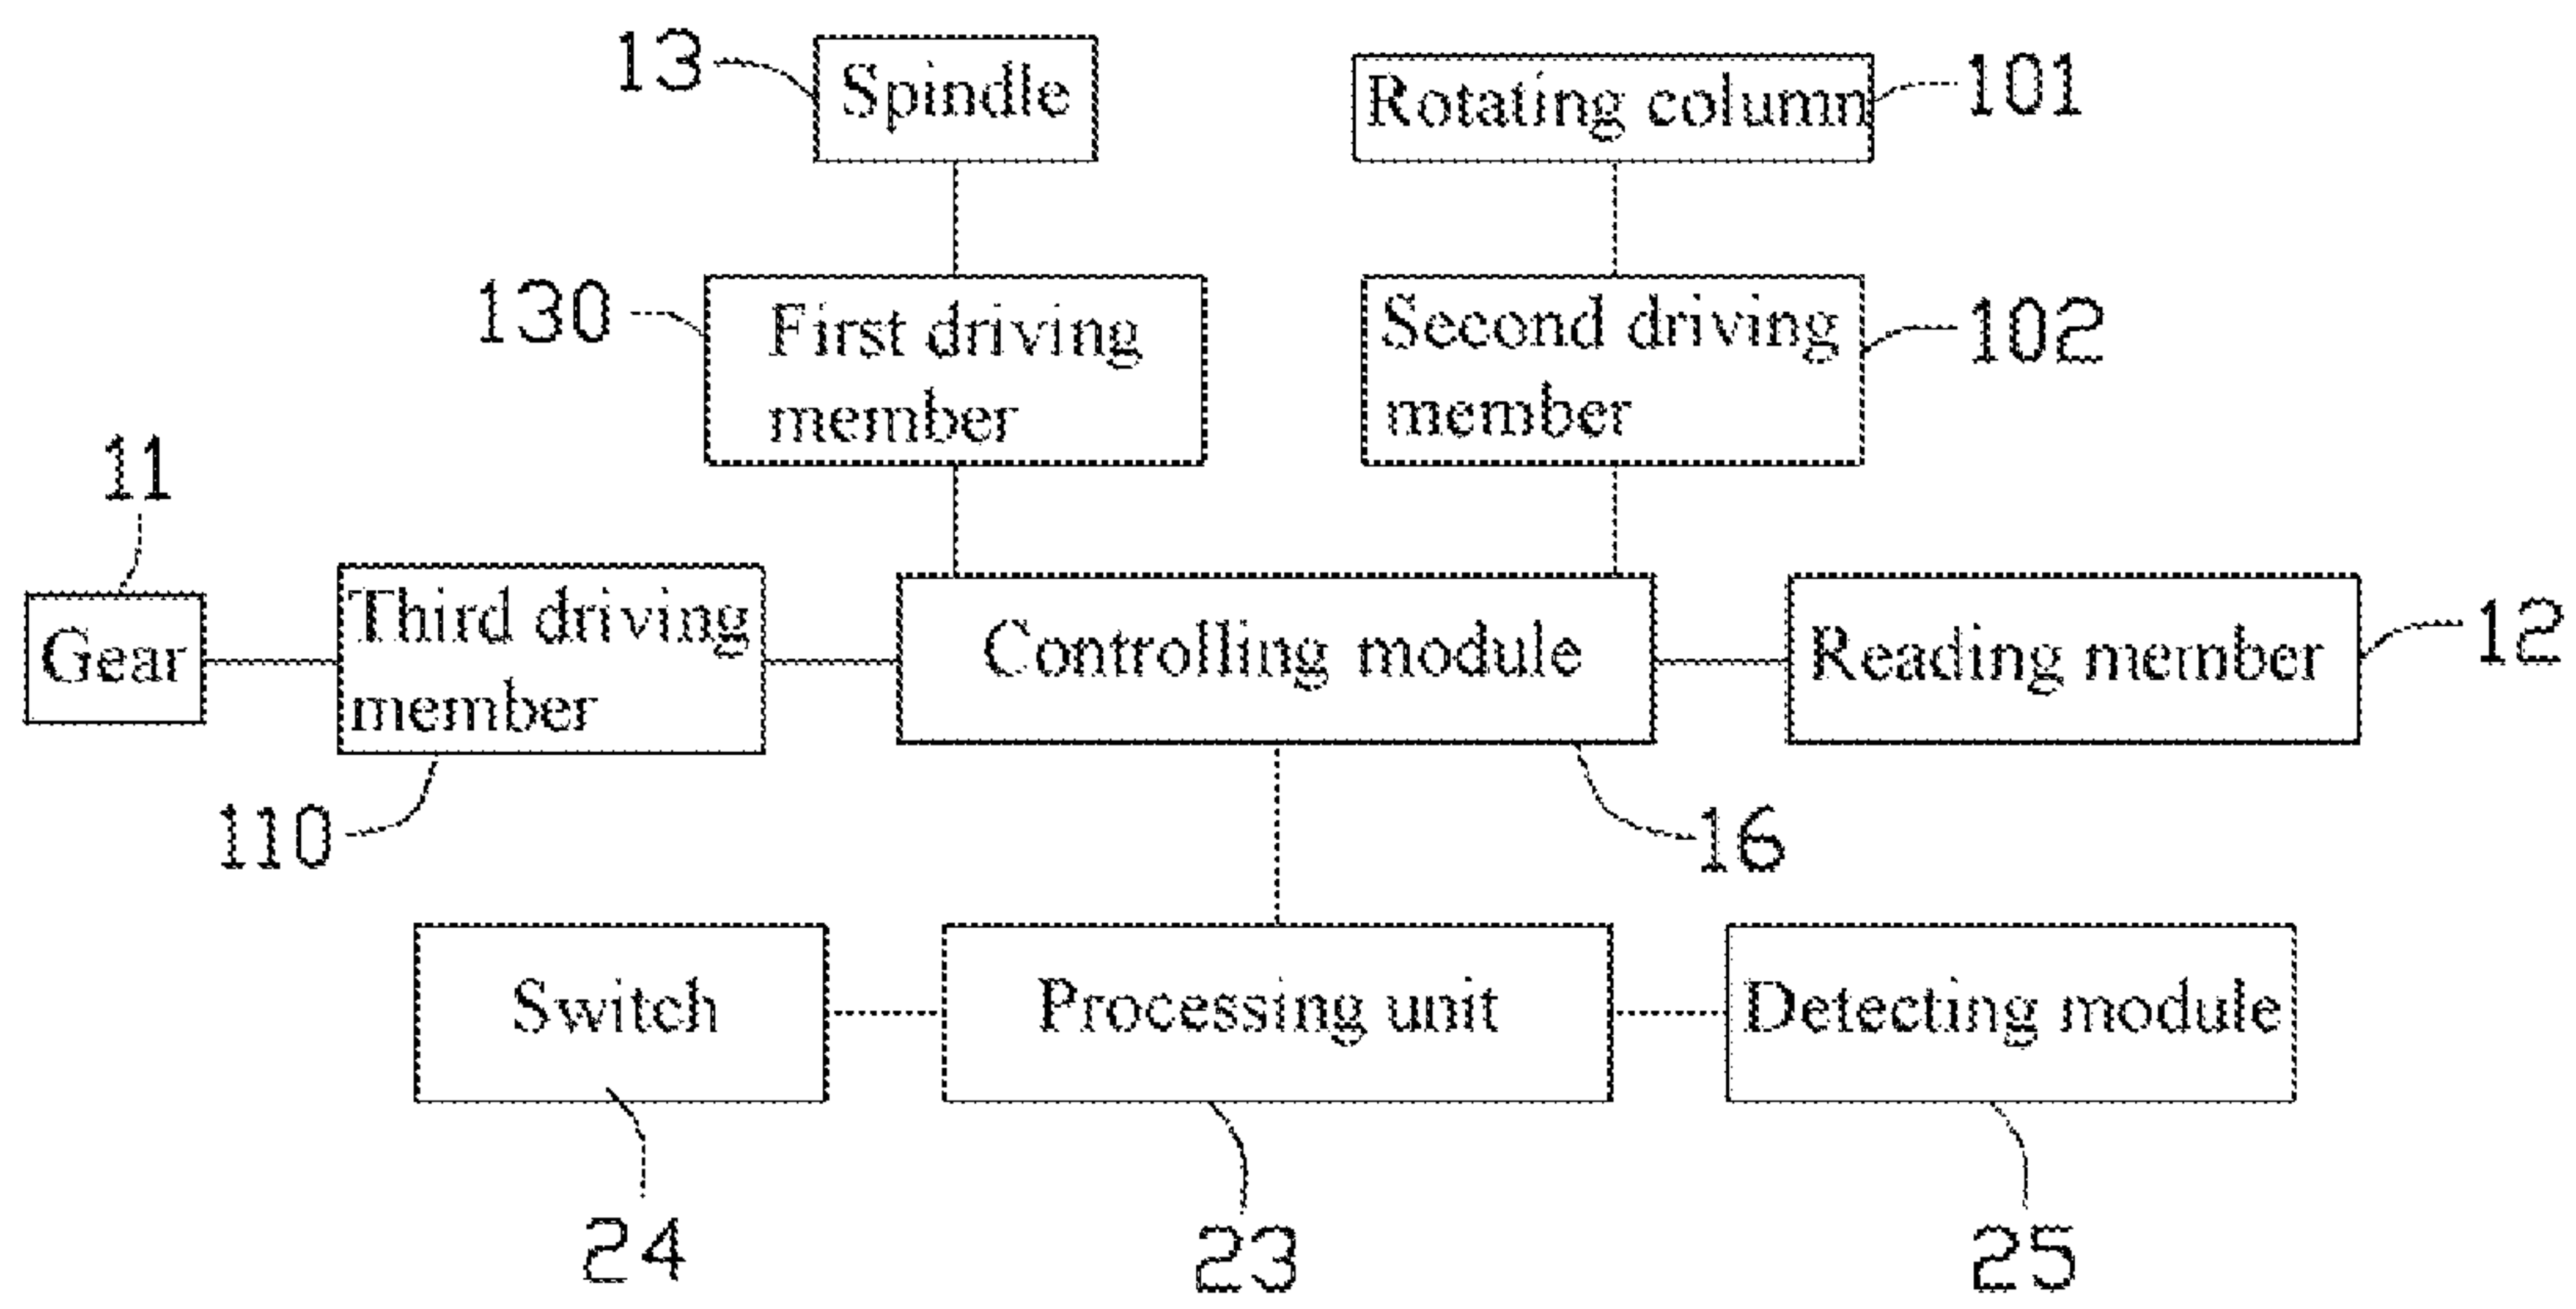 13
Spindle
Rotating column
101
130
First driving
member
Second driving
member
102
11
Gear
Third driving
member
Controlling module
Reading member
12
110
16
Switch
Processing unit
Detecting module
24
23
25